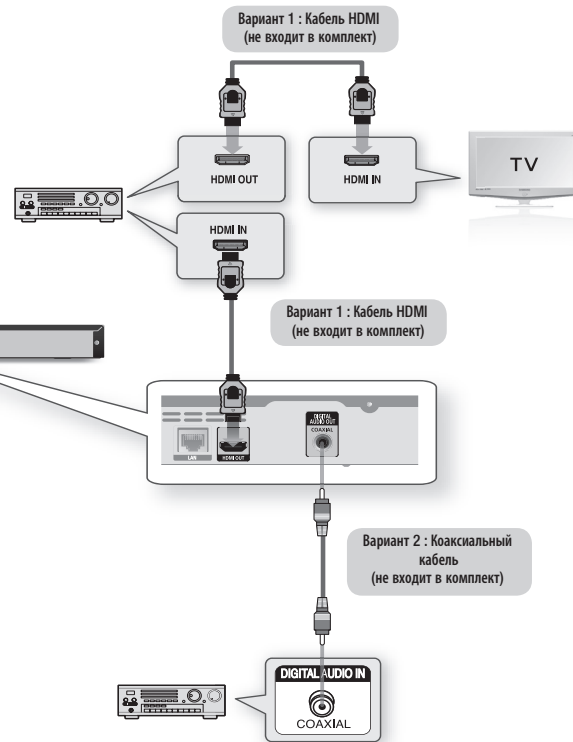 Вариант 1 : Кабель HDMI
(не входит в комплект)
HDMI OUT
HDMI IN
TV
HDMI IN
Вариант 1 : Кабель HDMI
(не входит в комплект)
LAN
HDMI OUT
DIGITAL
AUDIO OUT
COAXIAL
Вариант 2 : Коаксиальный
кабель
(не входит в комплект)
DIGITAL AUDIO IN
COAXIAL